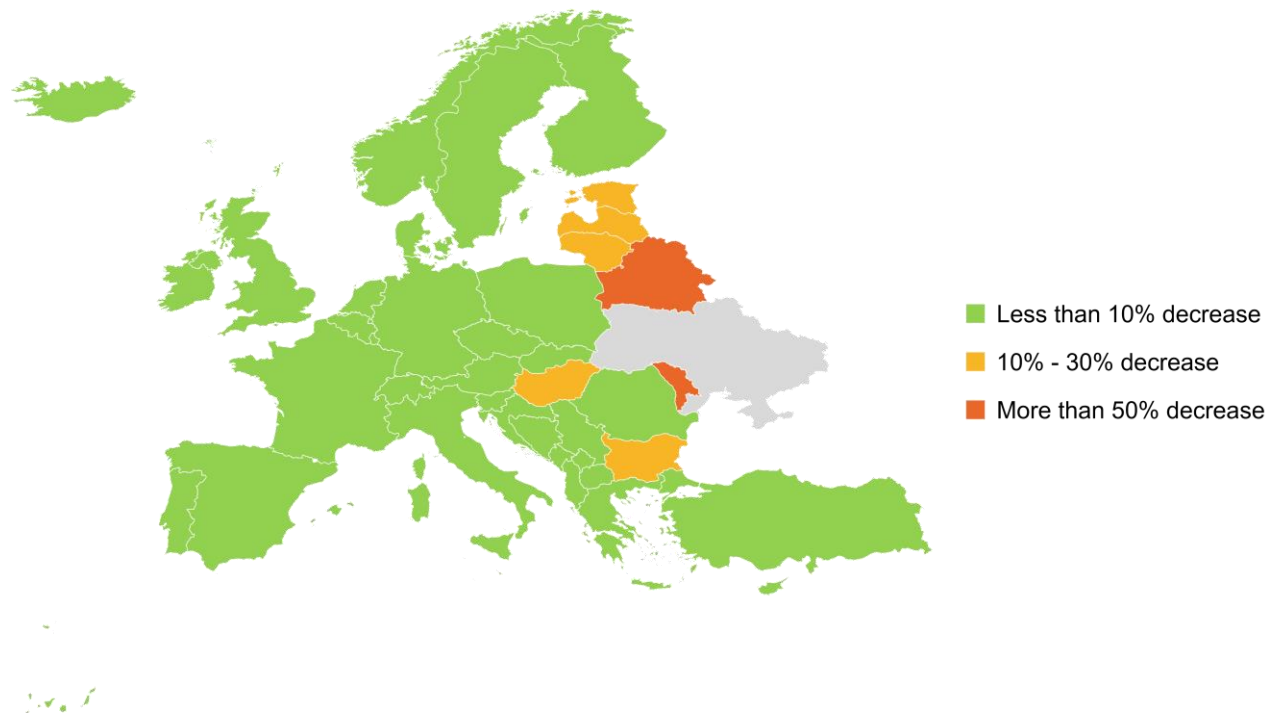 Less than 10% decrease
10% - 30% decrease
More than 50% decrease